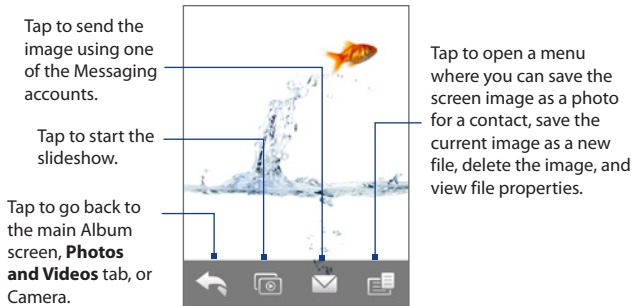 Tap to send the
image using one
of the Messaging
accounts.
Tap to start the
slideshow.
Tap to go back to
the main Album
screen, Photos
and Videos tab, or
Camera.
Tap to open a menu
where you can save the
screen image as a photo
for a contact, save the
current image as a new
file, delete the image, and
view file properties.